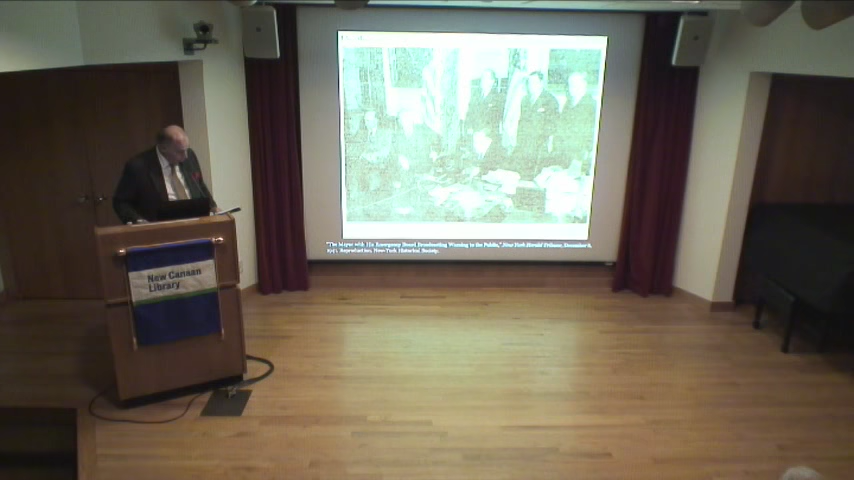 "The Mayor with His Emergency Board Broadcasting Warning to the Public," New York Herald Tribune, December 8,
1941. Reproduction, New-York Historical Society.
New Canaan
Library